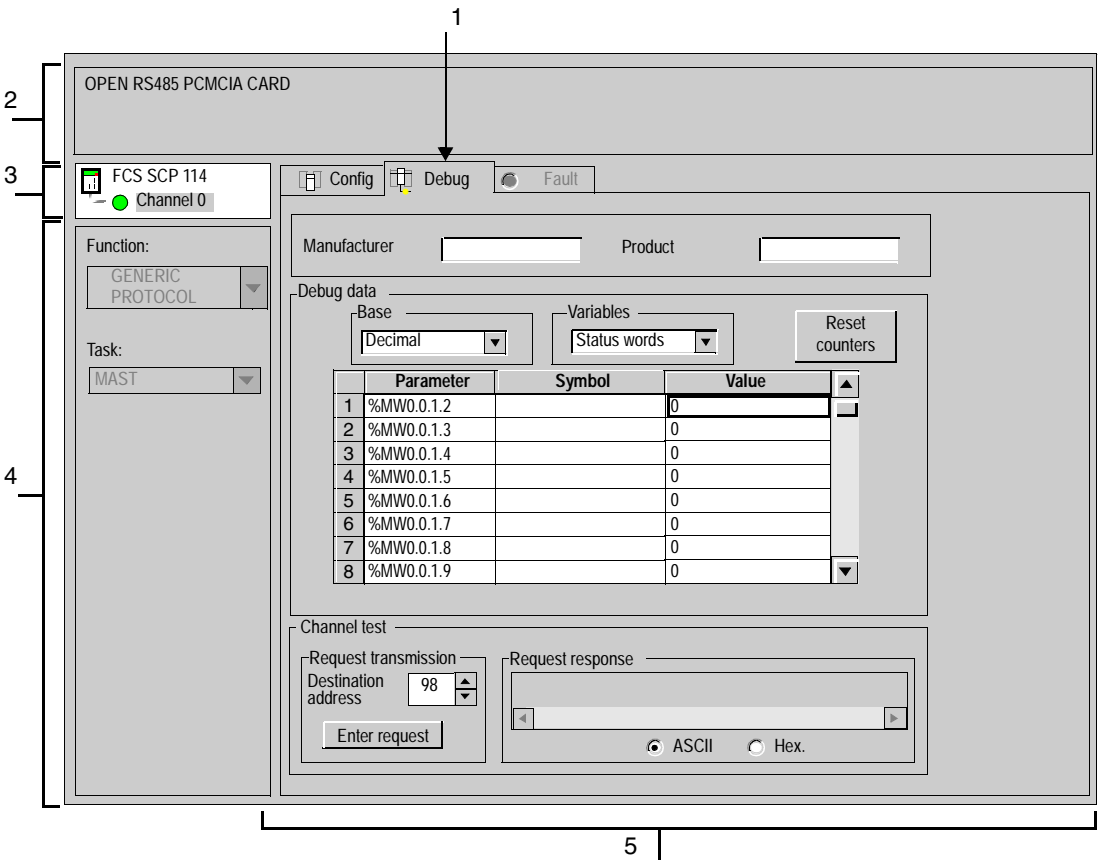 1
2
OPEN RS485 PCMCIA CARD
3
FCS SCP 114
Channel 0
Config
Debug
Fault
4
Function:
GENERIC
PROTOCOL
Task:
MAST
Manufacturer
Product
Debug data
Base
Decimal
Variables
Status words
Reset
counters
Parameter Symbol Value
1 %MW0.0.1.2 0
2 %MW0.0.1.3 0
3 %MW0.0.1.4 0
4 %MW0.0.1.5 0
5 %MW0.0.1.6 0
6 %MW0.0.1.7 0
7 %MW0.0.1.8 0
8 %MW0.0.1.9 0
Channel test
Request transmission
Destination
address
98
Enter request
Request response
ASCII
Hex.
5